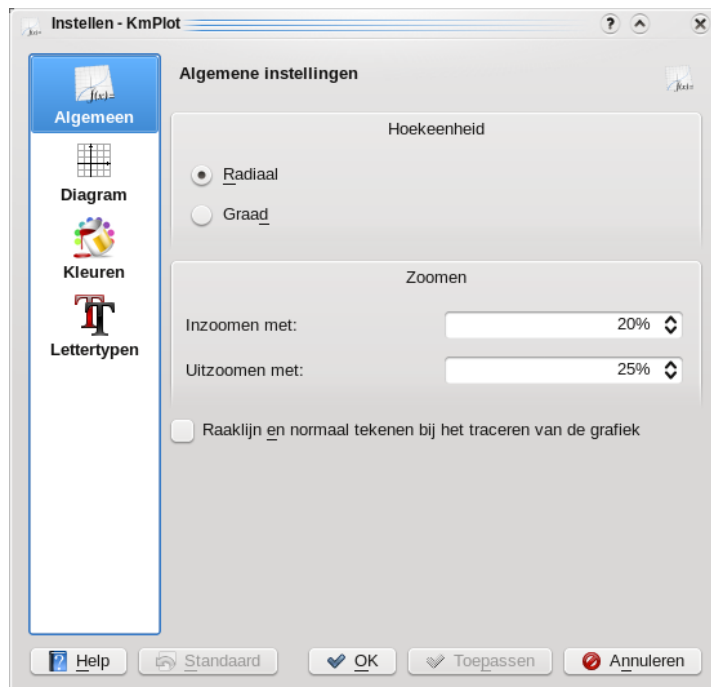 Instellen - KmPlot
Algemeen
Diagram
Kleuren
Lettertypen
Algemene instellingen
Hoekeenheid
Radiaal
Graad
Zoomen
Inzoomen met: 20%
Uitzoomen met: 25%
Raaklijn en normaal tekenen bij het traceren van de grafiek
Help Standaard OK Toepassen Annuleren